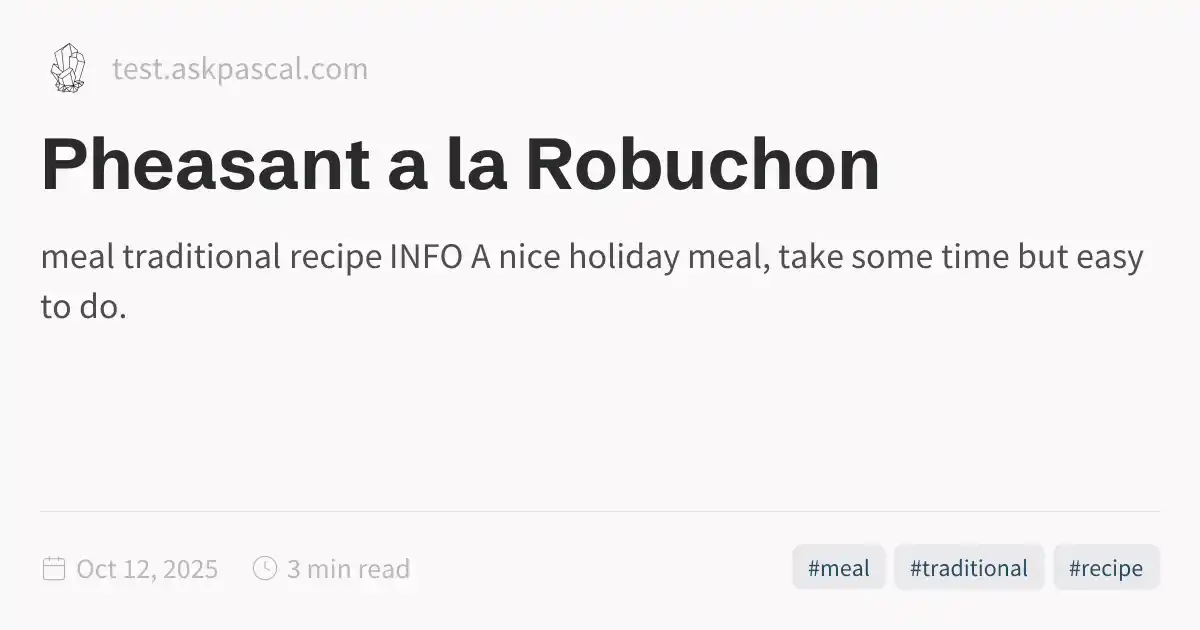 test.askpascal.com
Pheasant a la Robuchon
meal traditional recipe INFO A nice holiday meal, take some time but easy
to do.
Oct 12, 2025 3 min read #meal #traditional #recipe